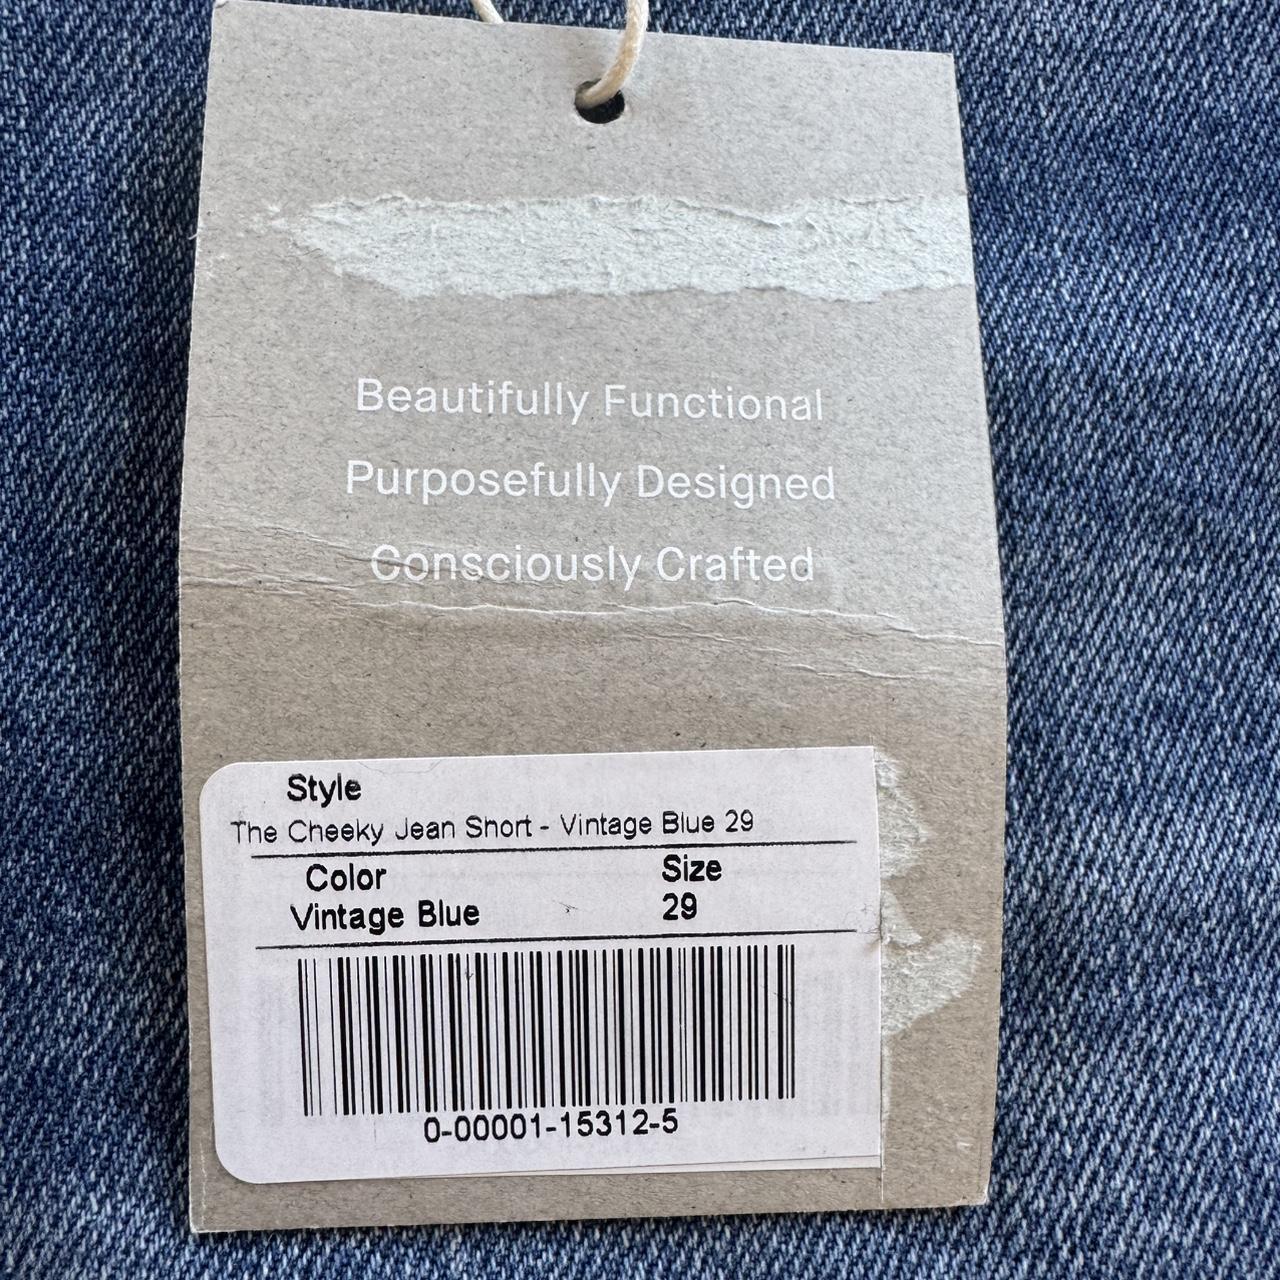 Beautifully Functional
Purposefully Designed
Consciously Crafted
Style
The Cheeky Jean Short - Vintage Blue 29
Color Size
Vintage Blue 29
0-00001-15312-5